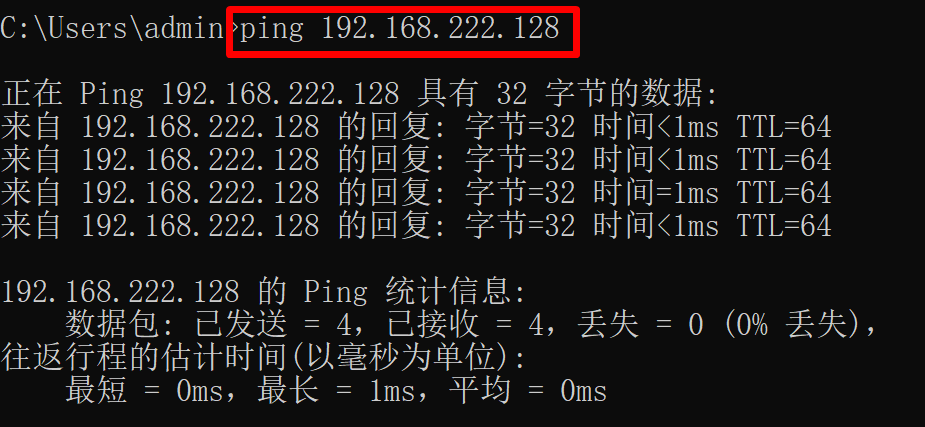 C:\Users\admin>ping 192.168.222.128
正在 Ping 192.168.222.128 具有 32 字节的数据:
来自 192.168.222.128 的回复: 字节=32 时间<1ms TTL=64
来自 192.168.222.128 的回复: 字节=32 时间<1ms TTL=64
来自 192.168.222.128 的回复: 字节=32 时间=1ms TTL=64
来自 192.168.222.128 的回复: 字节=32 时间<1ms TTL=64
192.168.222.128 的 Ping 统计信息:
数据包: 已发送 = 4，已接收 = 4，丢失 = 0 (0% 丢失)，
往返行程的估计时间(以毫秒为单位):
最短 = 0ms，最长 = 1ms，平均 = 0ms